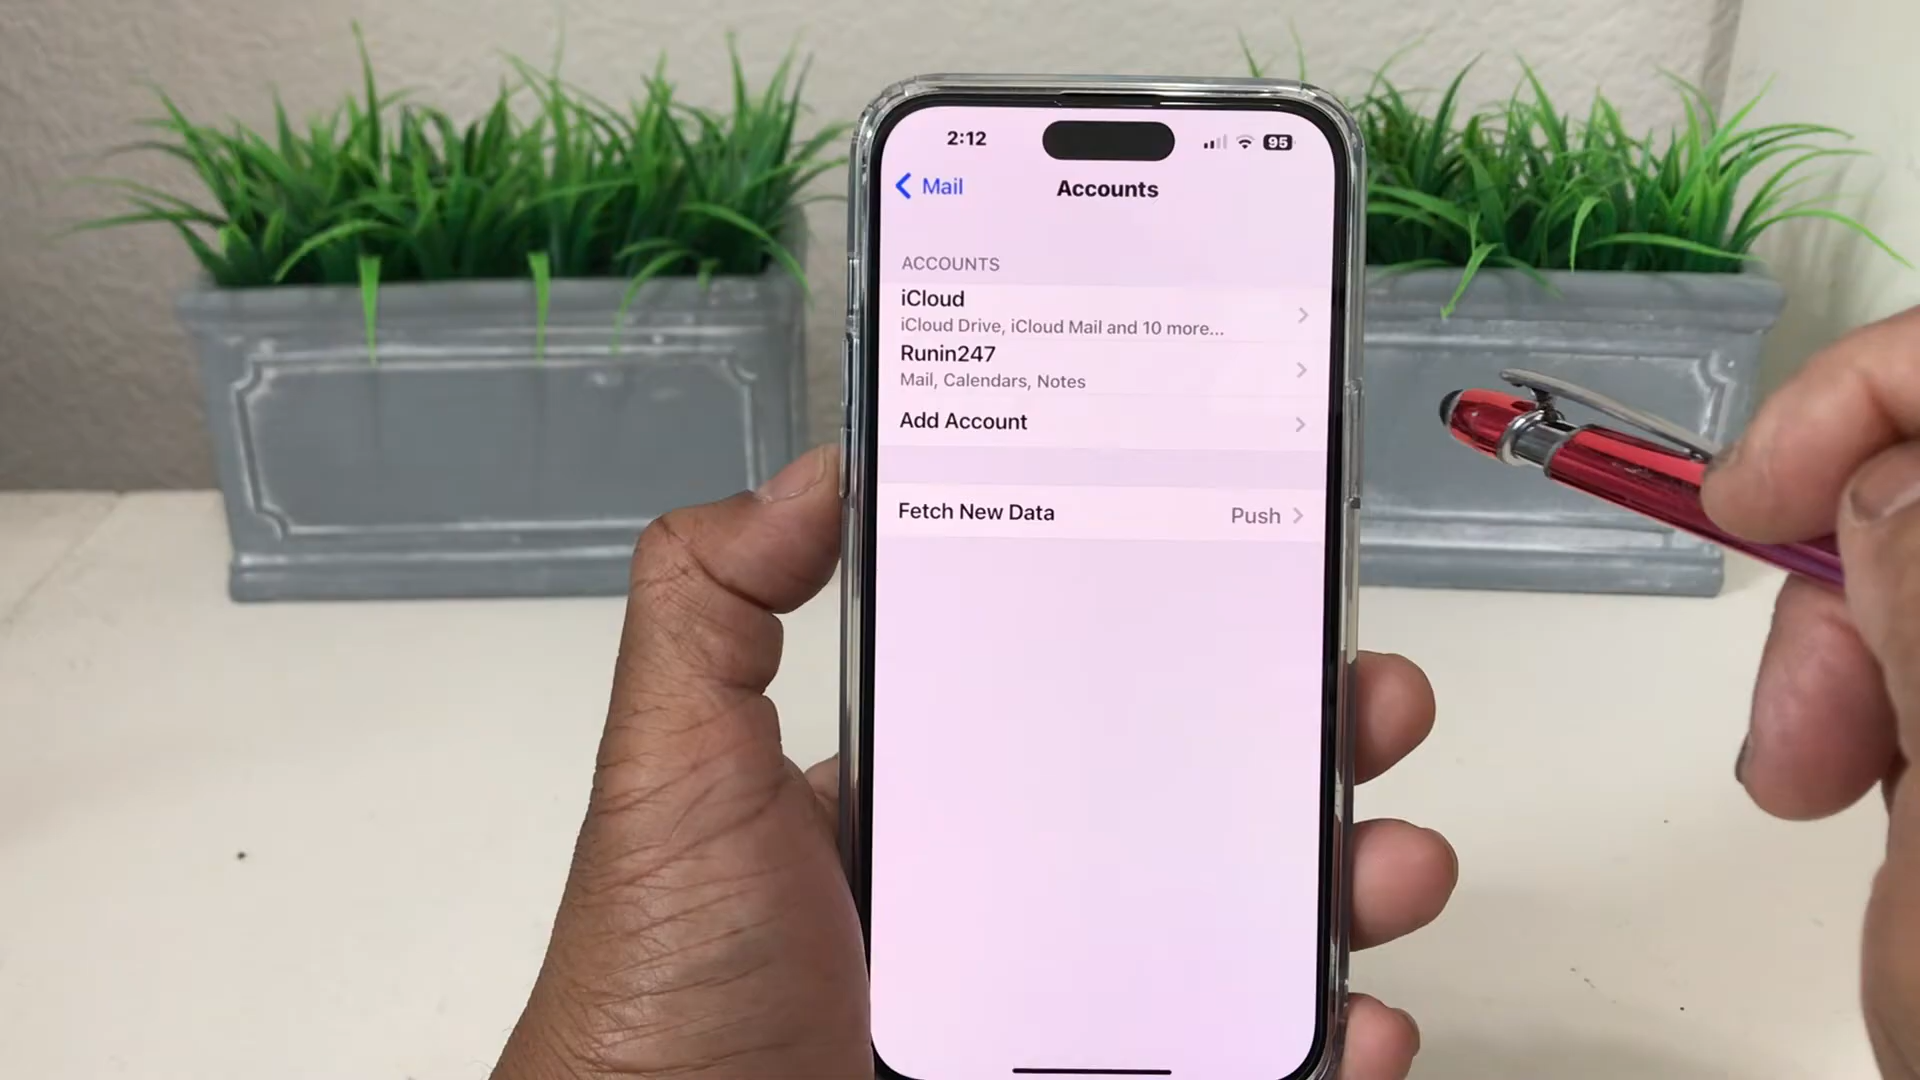 2:12
95
Mail
Accounts
ACCOUNTS
iCloud
iCloud Drive, iCloud Mail and 10 more...
Runin247
Mail, Calendars, Notes
Add Account
Fetch New Data
Push